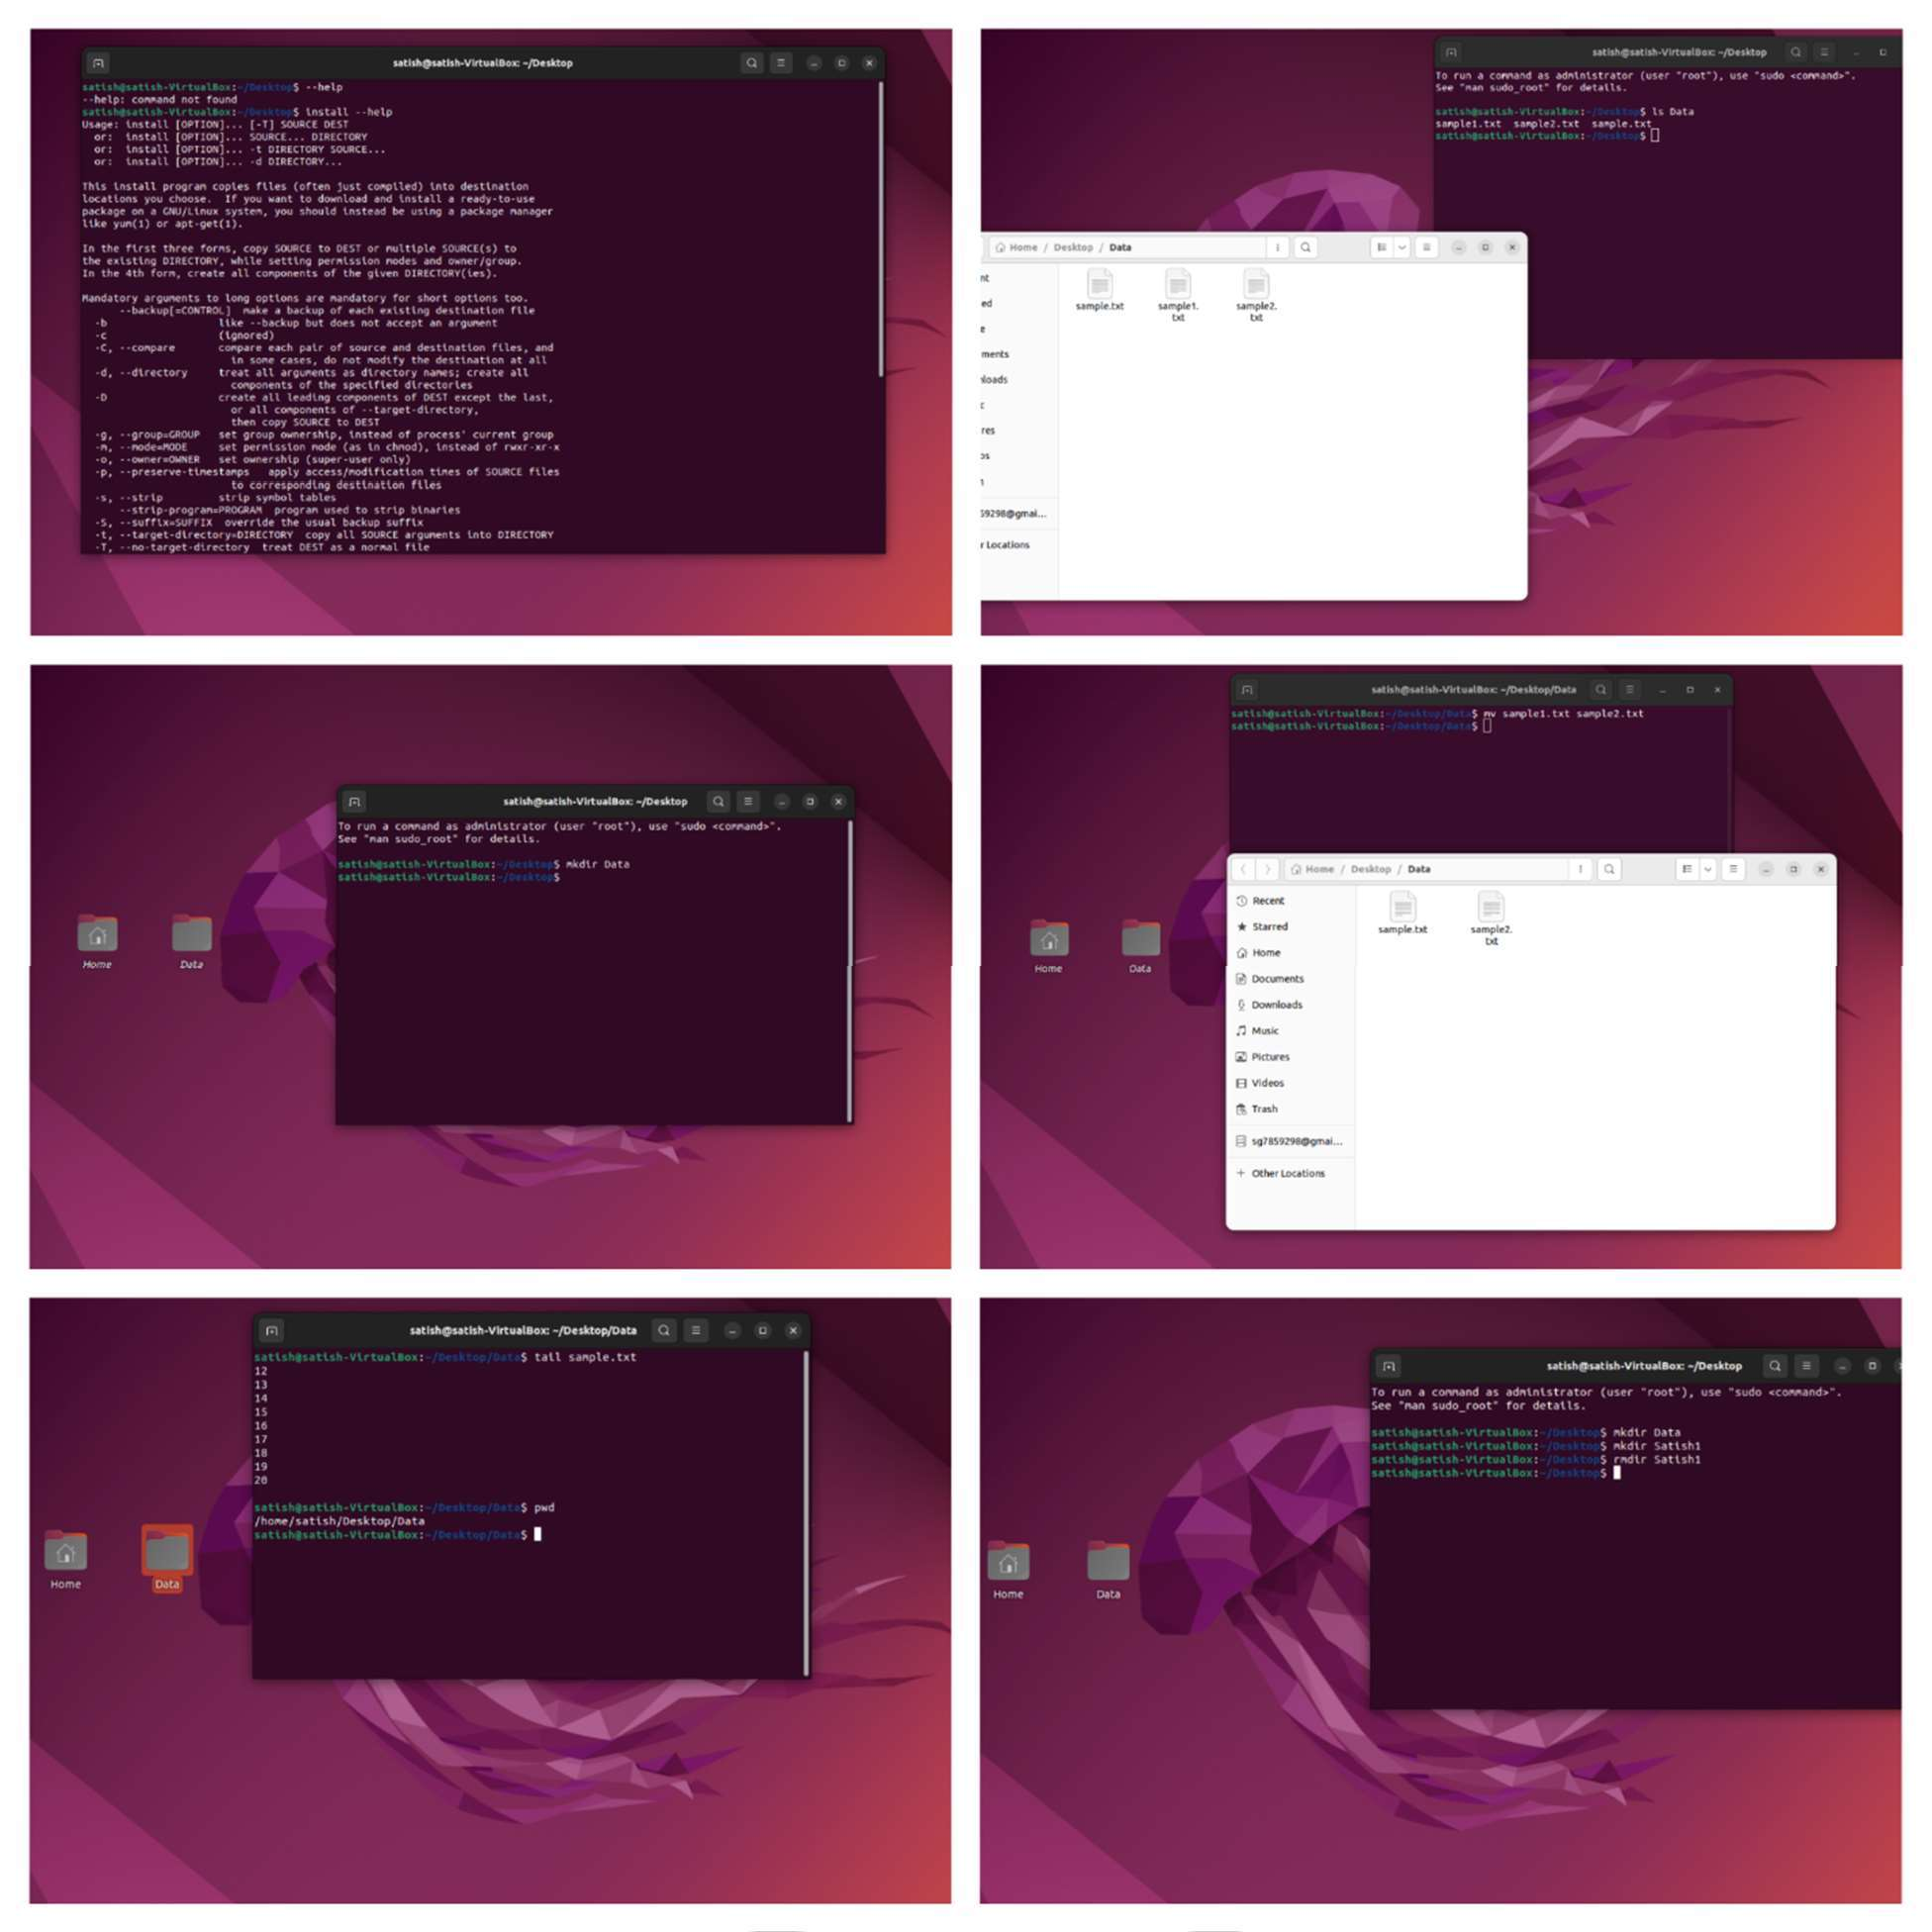 satish@satish-VirtualBox: ~/Desktop
satish@satish-VirtualBox:~/Desktop$ --help
--help: command not found
satish@satish-VirtualBox:~/Desktop$ install --help
Usage: install [OPTION]... [-T] SOURCE DEST
or: install [OPTION]... SOURCE... DIRECTORY
or: install [OPTION]... -t DIRECTORY SOURCE...
or: install [OPTION]... -d DIRECTORY...
This install program copies files (often just compiled) into destination
locations you choose. If you want to download and install a ready-to-use
package on a GNU/Linux system, you should instead be using a package manager
like yum(1) or apt-get(1).
In the first three forms, copy SOURCE to DEST or multiple SOURCE(s) to
the existing DIRECTORY, while setting permission modes and owner/group.
In the 4th form, create all components of the given DIRECTORY(ies).
Mandatory arguments to long options are mandatory for short options too.
--backup[=CONTROL] make a backup of each existing destination file
-b like --backup but does not accept an argument
-c (ignored)
-C, --compare compare each pair of source and destination files, and
in some cases, do not modify the destination at all
-d, --directory treat all arguments as directory names; create all
components of the specified directories
-D create all leading components of DEST except the last,
or all components of --target-directory,
then copy SOURCE to DEST
-g, --group=GROUP set group ownership, instead of process' current group
-m, --mode=MODE set permission mode (as in chmod), instead of rwxr-xr-x
-o, --owner=OWNER set ownership (super-user only)
-p, --preserve-timestamps apply access/modification times of SOURCE files
to corresponding destination files
-s, --strip strip symbol tables
--strip-program=PROGRAM program used to strip binaries
-S, --suffix=SUFFIX override the usual backup suffix
-t, --target-directory=DIRECTORY copy all SOURCE arguments into DIRECTORY
-T, --no-target-directory treat DEST as a normal file
satish@satish-VirtualBox: ~/Desktop
To run a command as administrator (user "root"), use "sudo <command>".
See "man sudo_root" for details.
satish@satish-VirtualBox:~/Desktop$ ls Data
sample1.txt sample2.txt sample.txt
satish@satish-VirtualBox:~/Desktop$
Home / Desktop / Data
nt
ed
e
ments
loads
c
res
os
59298@gmai...
r Locations
sample.txt
sample1.
txt
sample2.
txt
satish@satish-VirtualBox: ~/Desktop
To run a command as administrator (user "root"), use "sudo <command>".
See "man sudo_root" for details.
satish@satish-VirtualBox:~/Desktop$ mkdir Data
satish@satish-VirtualBox:~/Desktop$
Home
Data
satish@satish-VirtualBox: ~/Desktop/Data
satish@satish-VirtualBox:~/Desktop/Data$ mv sample1.txt sample2.txt
satish@satish-VirtualBox:~/Desktop/Data$
Home
Data
Home / Desktop / Data
Recent
Starred
Home
Documents
Downloads
Music
Pictures
Videos
Trash
sg7859298@gmai...
+ Other Locations
sample.txt
sample2.
txt
satish@satish-VirtualBox: ~/Desktop/Data
satish@satish-VirtualBox:~/Desktop/Data$ tail sample.txt
12
13
14
15
16
17
18
19
20
satish@satish-VirtualBox:~/Desktop/Data$ pwd
/home/satish/Desktop/Data
satish@satish-VirtualBox:~/Desktop/Data$
Home
Data
satish@satish-VirtualBox: ~/Desktop
To run a command as administrator (user "root"), use "sudo <command>".
See "man sudo_root" for details.
satish@satish-VirtualBox:~/Desktop$ mkdir Data
satish@satish-VirtualBox:~/Desktop$ mkdir Satish1
satish@satish-VirtualBox:~/Desktop$ rmdir Satish1
satish@satish-VirtualBox:~/Desktop$
Home
Data